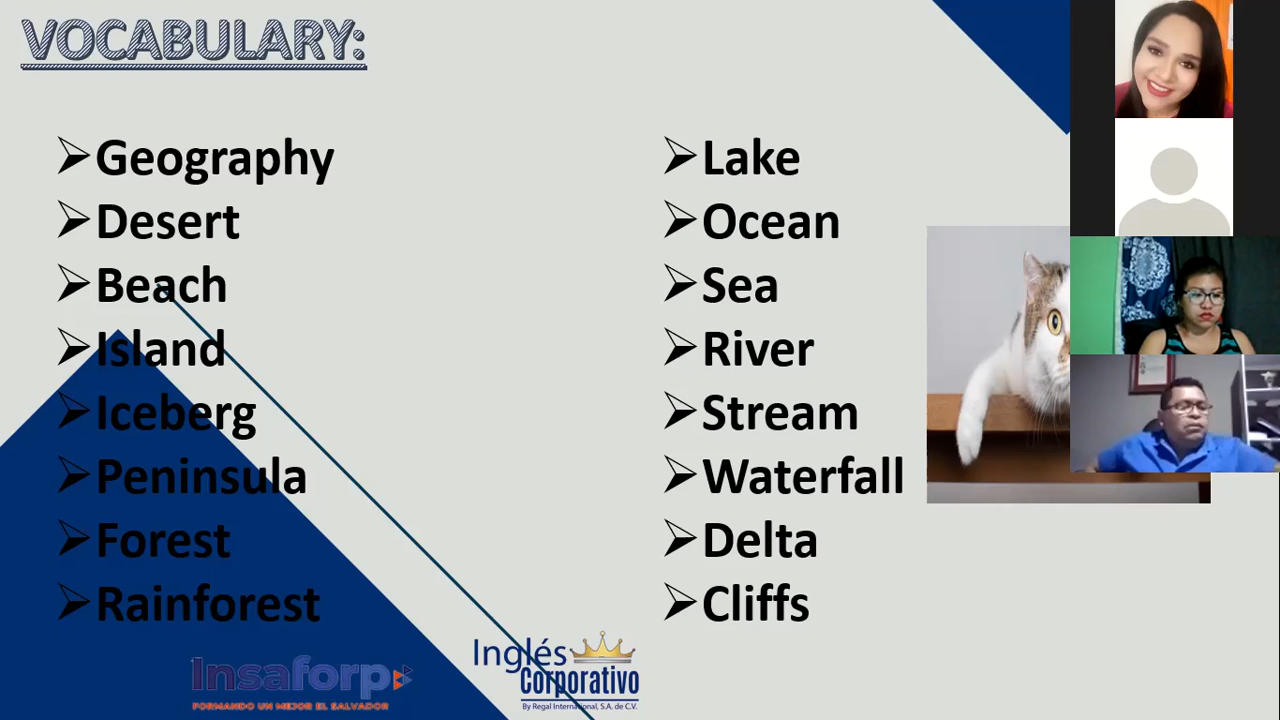 VOCABULARY:
Geography
Desert
Beach
Island
Iceberg
Peninsula
Forest
Rainforest
Lake
Ocean
Sea
River
Stream
Waterfall
Delta
Cliffs
Insaforp
FORMANDO UN MEJOR EL SALVADOR
Inglés
Corporativo
By Regal International, S.A. de C.V.